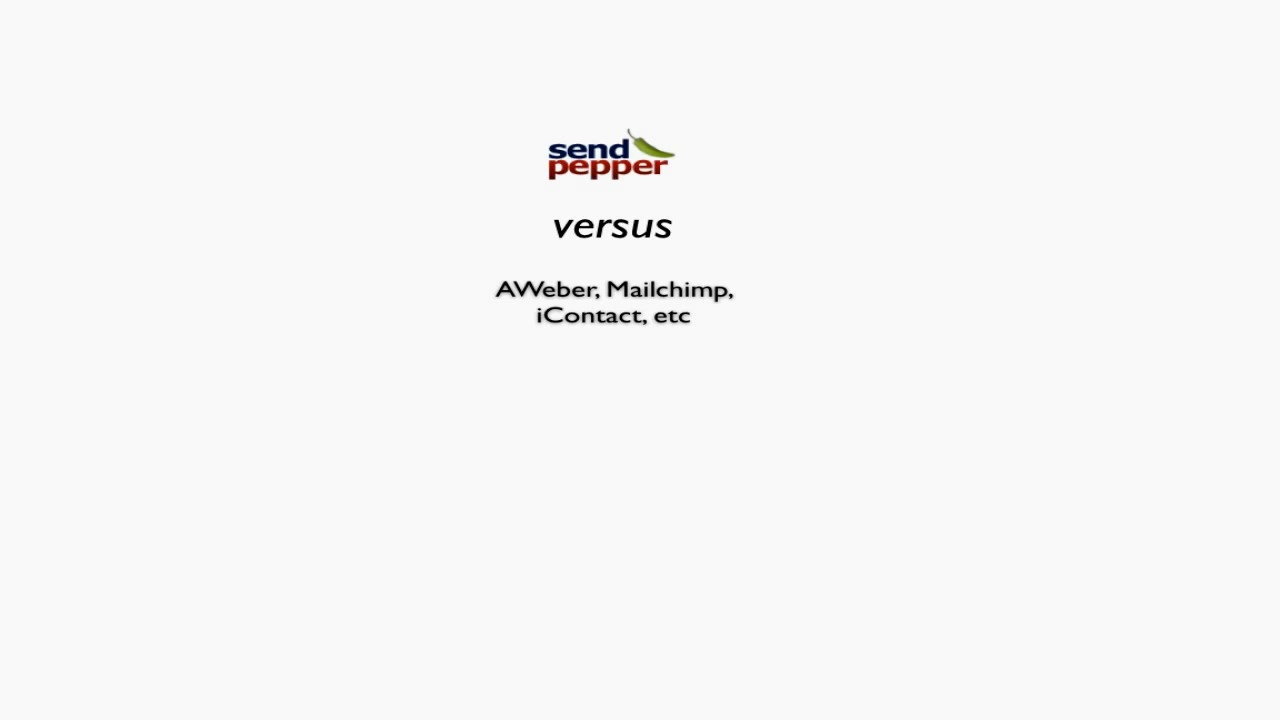 send
pepper
versus
AWeber, Mailchimp,
iContact, etc